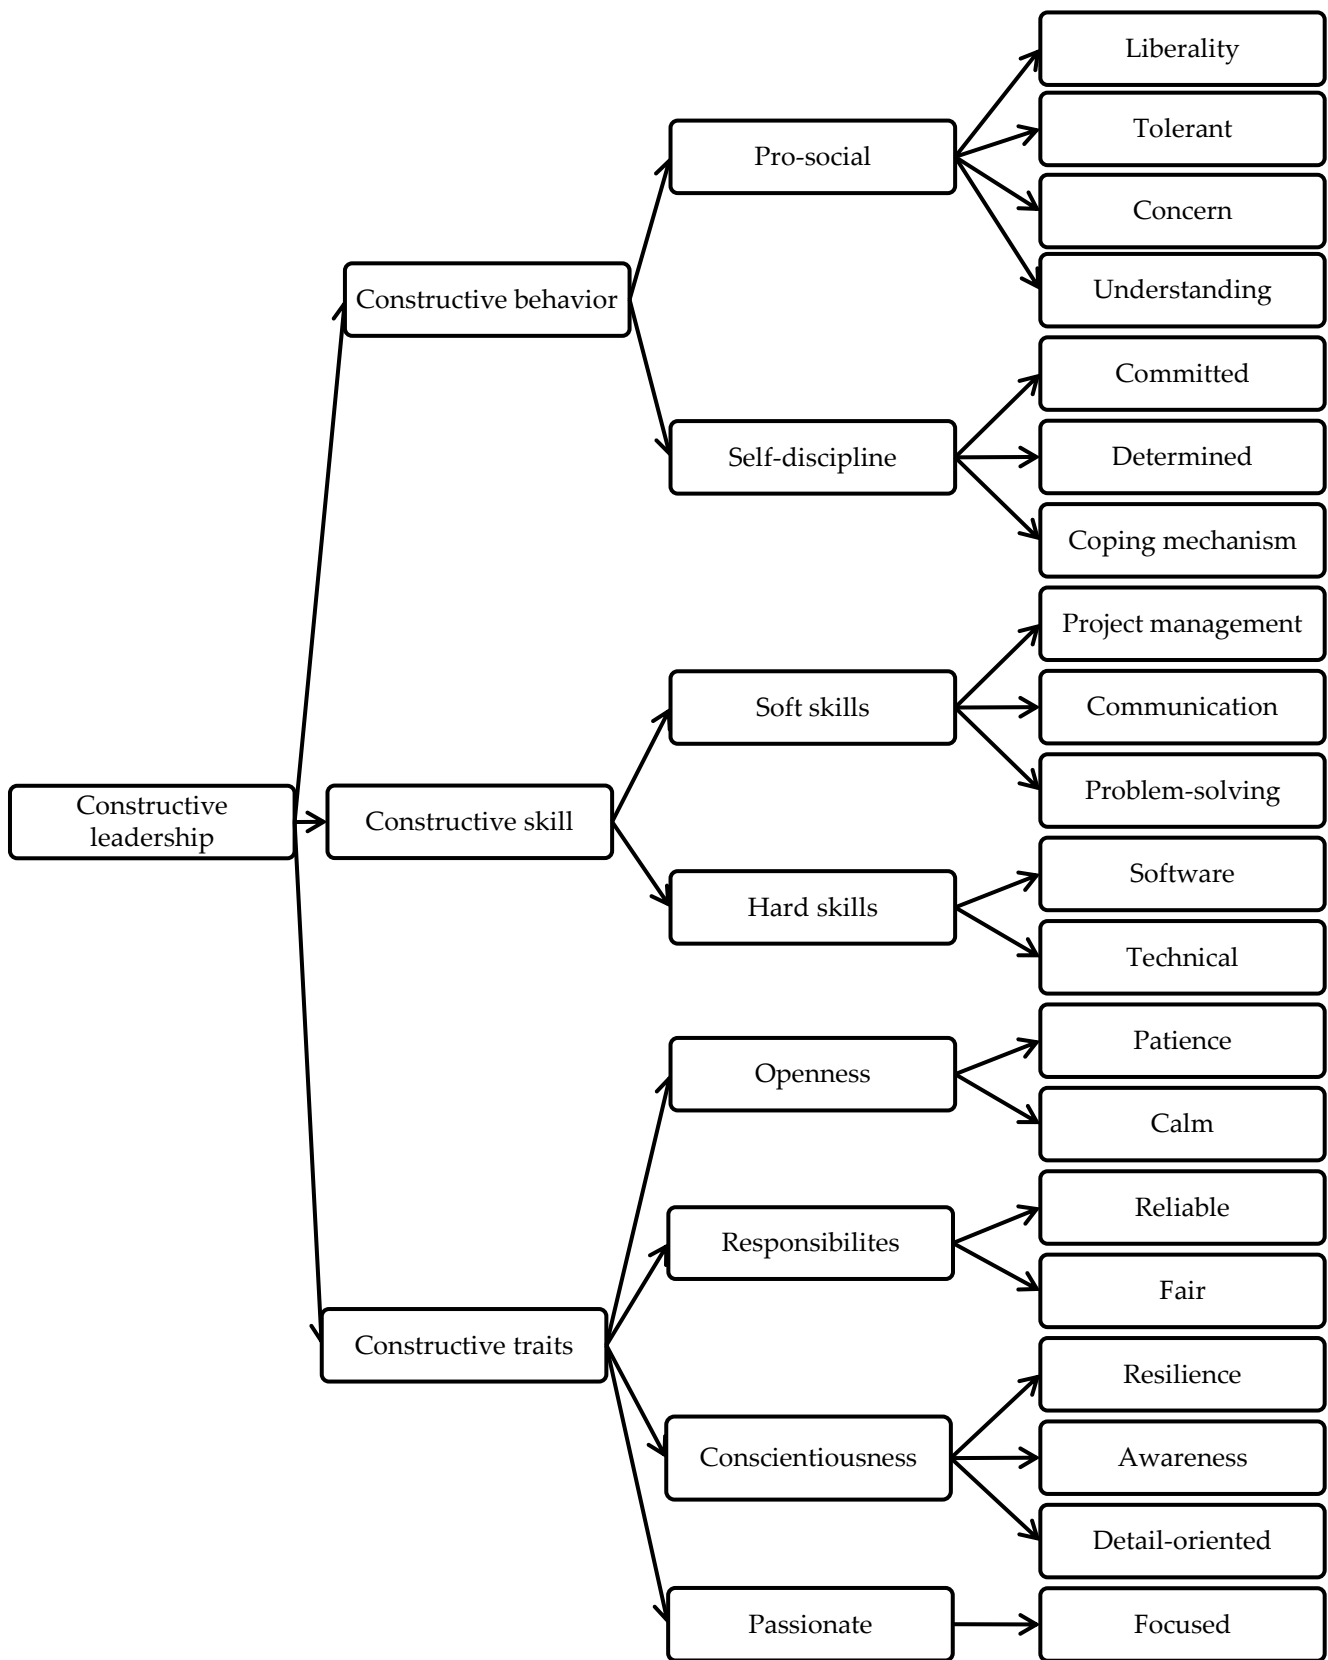 Liberality
Tolerant
Pro-social
Concern
Understanding
Constructive behavior
Committed
Self-discipline
Determined
Coping mechanism
Project management
Soft skills
Communication
Problem-solving
Constructive
leadership
Constructive skill
Software
Hard skills
Technical
Patience
Openness
Calm
Reliable
Responsibilites
Fair
Constructive traits
Resilience
Conscientiousness
Awareness
Detail-oriented
Passionate
Focused